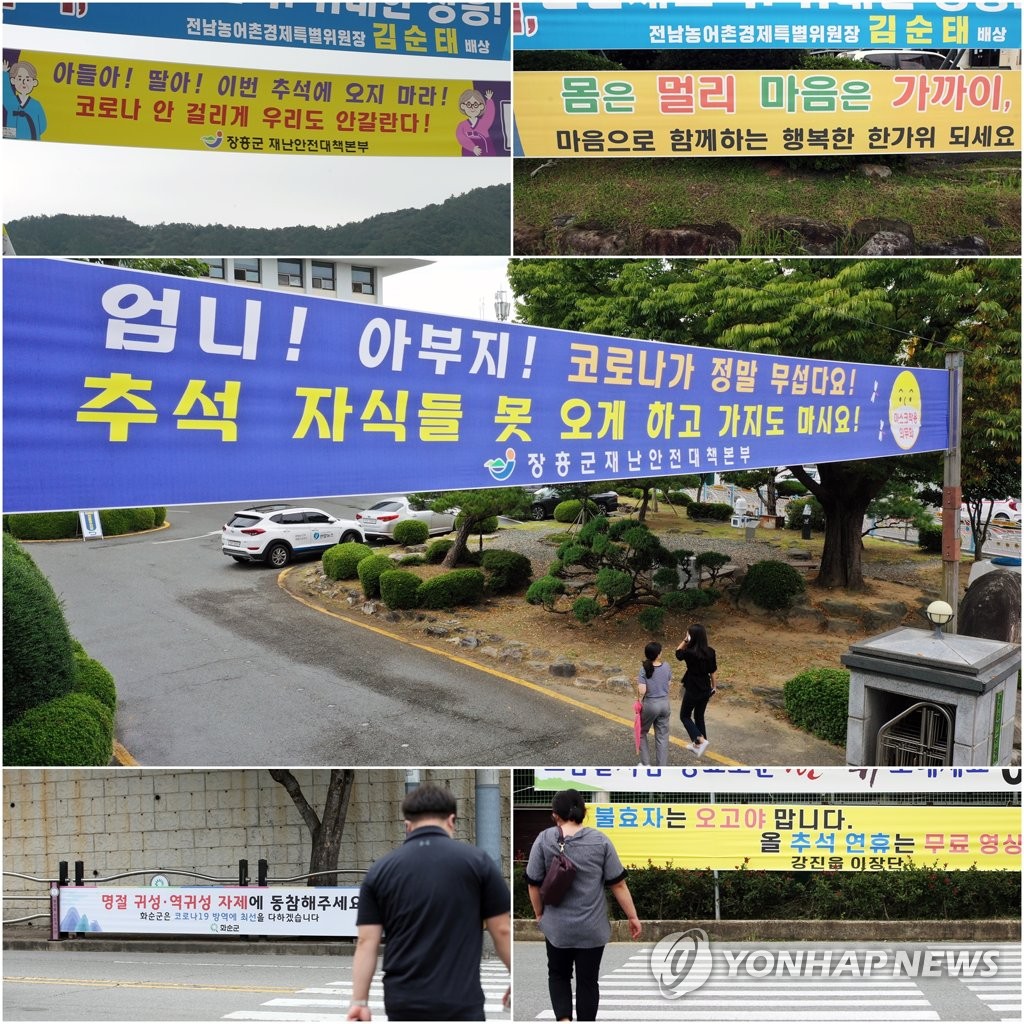 전남농어촌경제특별위원장 김순태 배상
아들아! 딸아! 이번 추석에 오지 마라!
코로나 안 걸리게 우리도 안갈란다!
장흥군 재난안전대책본부
전남농어촌경제특별위원장 김순태 배상
몸은 멀리 마음은 가까이,
마음으로 함께하는 행복한 한가위 되세요
엄니! 아부지! 코로나가 정말 무섭다요!
추석 자식들 못 오게 하고 가지도 마시요!
마스크착용
의무화
장흥군재난안전대책본부
명절 귀성·역귀성 자제에 동참해주세요
화순군은 코로나19 방역에 최선을 다하겠습니다
화순군
불효자는 오고야 맙니다.
올 추석 연휴는 무료 영상
강진읍 이장단
YONHAP NEWS